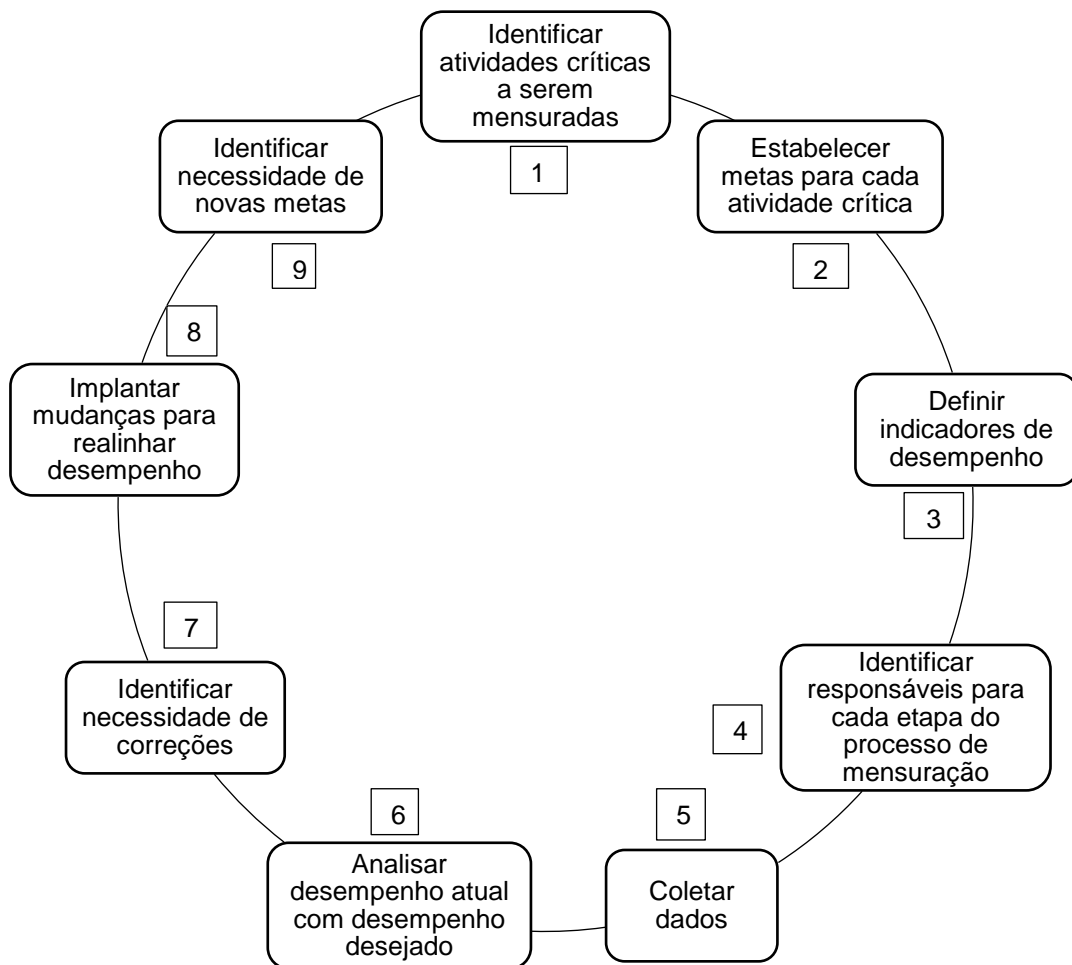 Identificar
atividades críticas
a serem
mensuradas
1
Estabelecer
metas para cada
atividade crítica
2
Definir
indicadores de
desempenho
3
Identificar
responsáveis para
cada etapa do
processo de
mensuração
4
Coletar
dados
5
Analisar
desempenho atual
com desempenho
desejado
6
Identificar
necessidade de
correções
7
Implantar
mudanças para
realinhar
desempenho
8
Identificar
necessidade de
novas metas
9